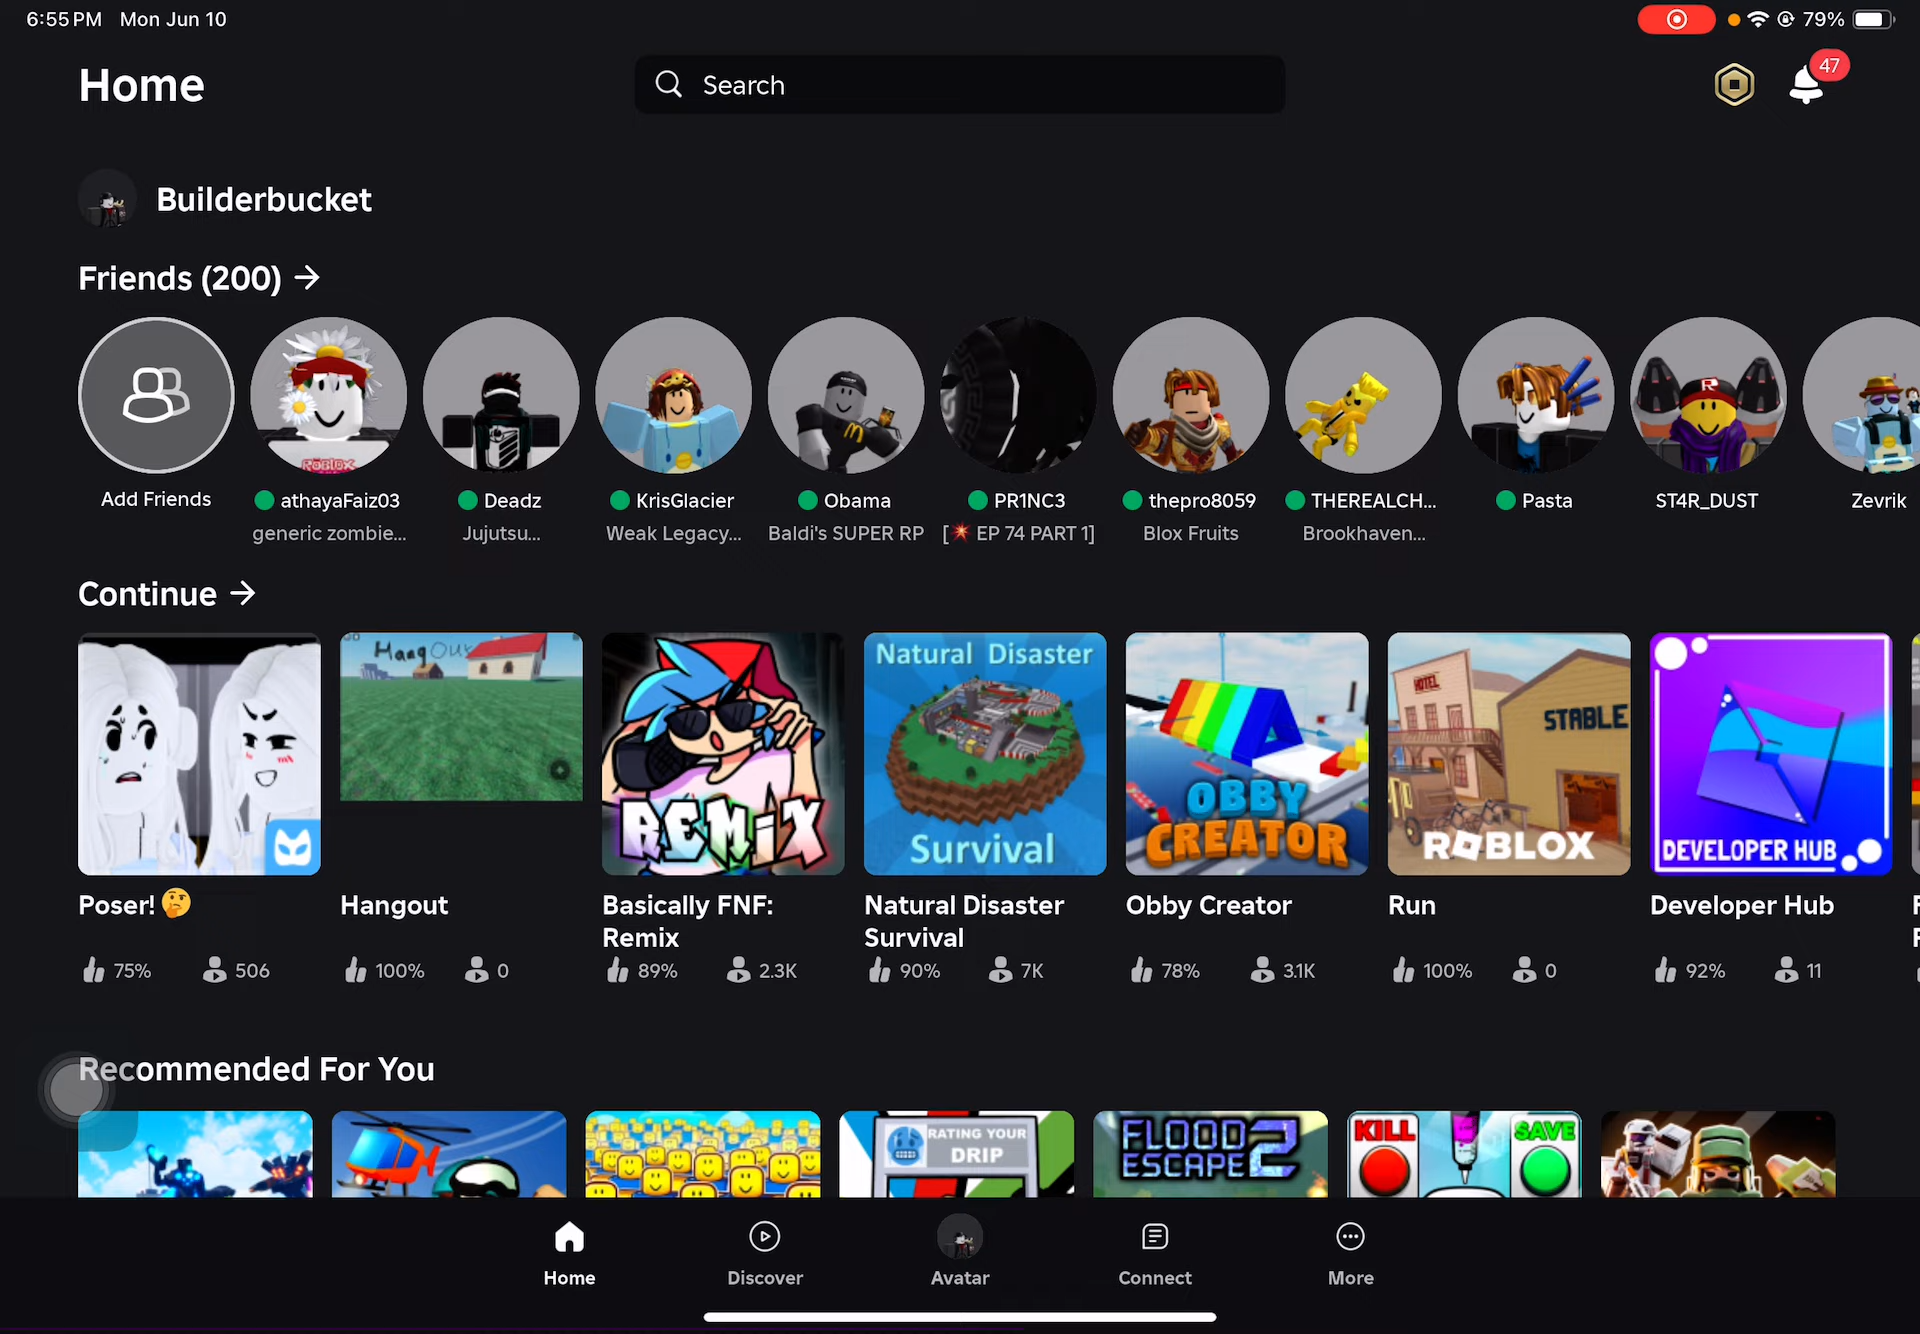 6:55 PM Mon Jun 10
79%
Home
Search
47
Builderbucket
Friends (200)
Add Friends
athayaFaiz03
generic zombie...
Deadz
Jujutsu...
KrisGlacier
Weak Legacy...
Obama
Baldi's SUPER RP
PR1NC3
[💥 EP 74 PART 1]
thepro8059
Blox Fruits
THEREALCH...
Brookhaven...
Pasta
ST4R_DUST
Zevrik
ROBLOX
Continue
HangOut
REMIX
Natural Disaster
Survival
OBBY
CREATOR
HOTEL
STABLE
ROBLOX
DEVELOPER HUB
Poser! 🤔
75% 506
Hangout
100% 0
Basically FNF:
Remix
89% 2.3K
Natural Disaster
Survival
90% 7K
Obby Creator
78% 3.1K
Run
100% 0
Developer Hub
92% 11
Recommended For You
RATING YOUR
DRIP
FLOOD
ESCAPE 2
KILL
SAVE
Home
Discover
Avatar
Connect
More